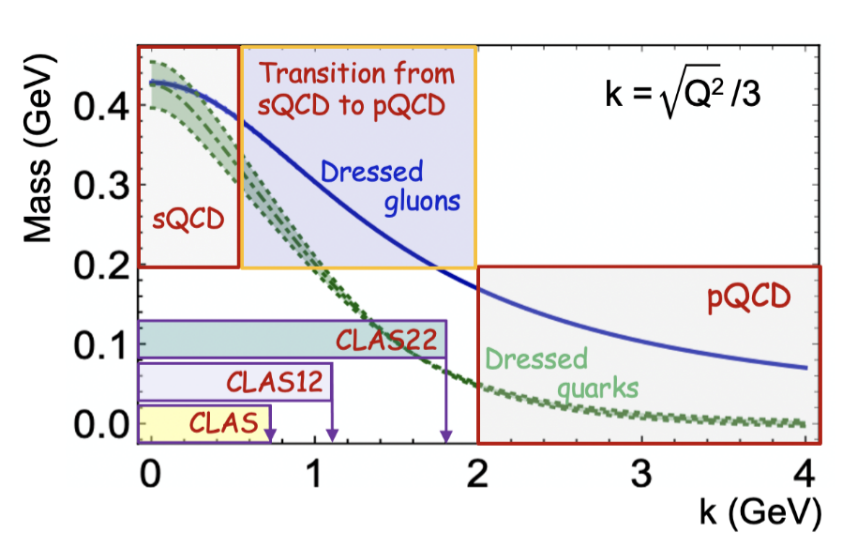 Mass (GeV)
0.4
0.3
0.2
0.1
0.0
sQCD
Transition from
sQCD to pQCD
k = √Q² /3
Dressed
gluons
pQCD
Dressed
quarks
CLAS22
CLAS12
CLAS
0
1
2
3
4
k (GeV)